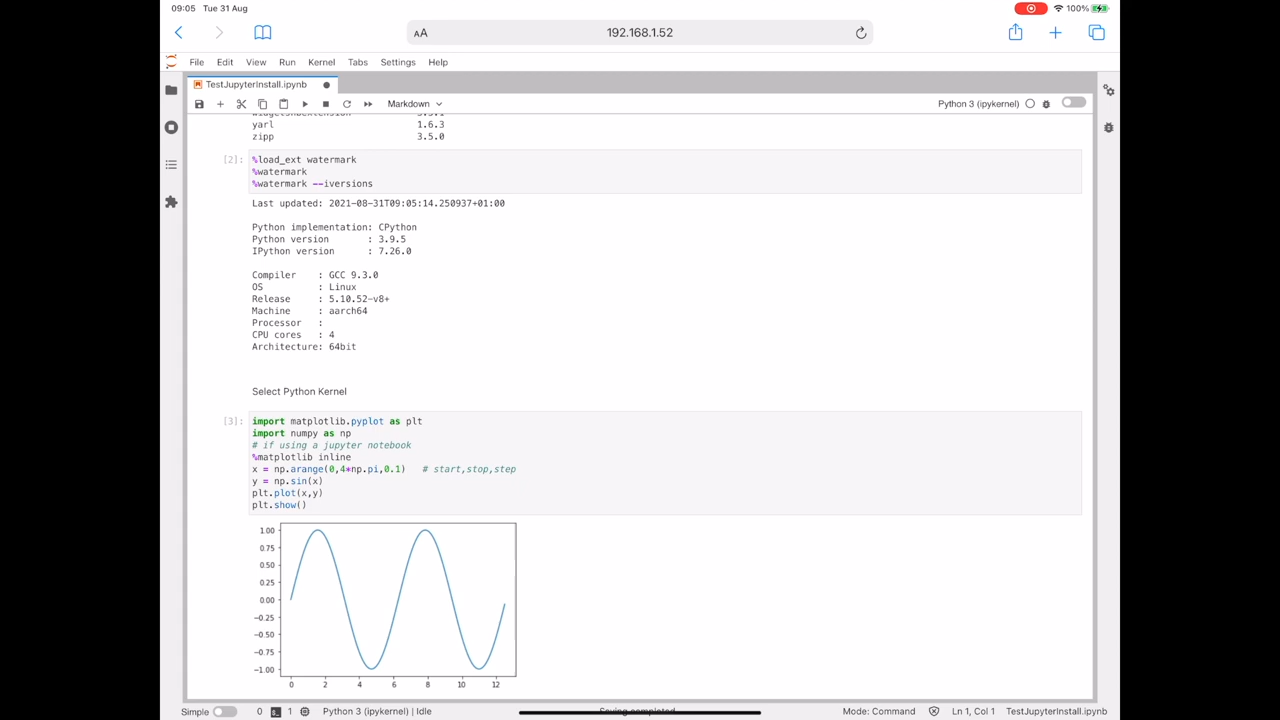 09:05 Tue 31 Aug
100%
AA
192.168.1.52
File Edit View Run Kernel Tabs Settings Help
TestJupyterInstall.ipynb
Markdown
Python 3 (ipykernel)
yarl 1.6.3
zipp 3.5.0
[2]:
%load_ext watermark
%watermark
%watermark --iversions
Last updated: 2021-08-31T09:05:14.250937+01:00
Python implementation: CPython
Python version : 3.9.5
IPython version : 7.26.0
Compiler : GCC 9.3.0
OS : Linux
Release : 5.10.52-v8+
Machine : aarch64
Processor :
CPU cores : 4
Architecture: 64bit
Select Python Kernel
[3]:
import matplotlib.pyplot as plt
import numpy as np
# if using a jupyter notebook
%matplotlib inline
x = np.arange(0,4*np.pi,0.1) # start,stop,step
y = np.sin(x)
plt.plot(x,y)
plt.show()
1.00
0.75
0.50
0.25
0.00
−0.25
−0.50
−0.75
−1.00
0 2 4 6 8 10 12
Simple 0 1 Python 3 (ipykernel) | Idle
Saving completed
Mode: Command Ln 1, Col 1 TestJupyterInstall.ipynb